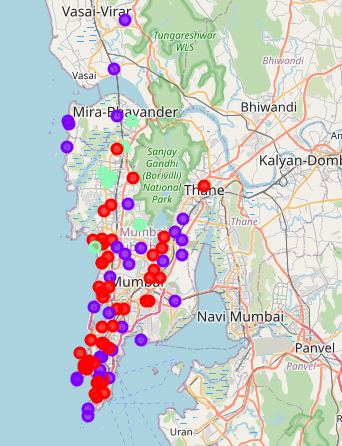 Vasai-Virar
Tungareshwar
WLS
Bhiwandi
Vasai
Mira-Bhayander
Bhiwandi
Sanjay
Gandhi
(Borivili)
National
Park
Kalyan-Domb
Thane
Thane
Mumbai
Mumbai
Navi Mumbai
Panvel
Panvel
Uran